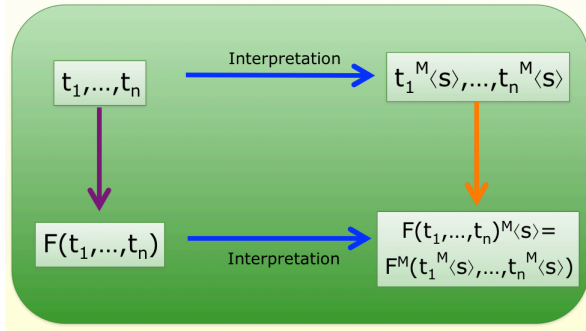 Interpretation
t₁,…,tₙ
t₁ᴹ⟨s⟩,…,tₙᴹ⟨s⟩
F(t₁,…,tₙ)
F(t₁,…,tₙ)ᴹ⟨s⟩=
Fᴹ(t₁ᴹ⟨s⟩,…,tₙᴹ⟨s⟩)
Interpretation